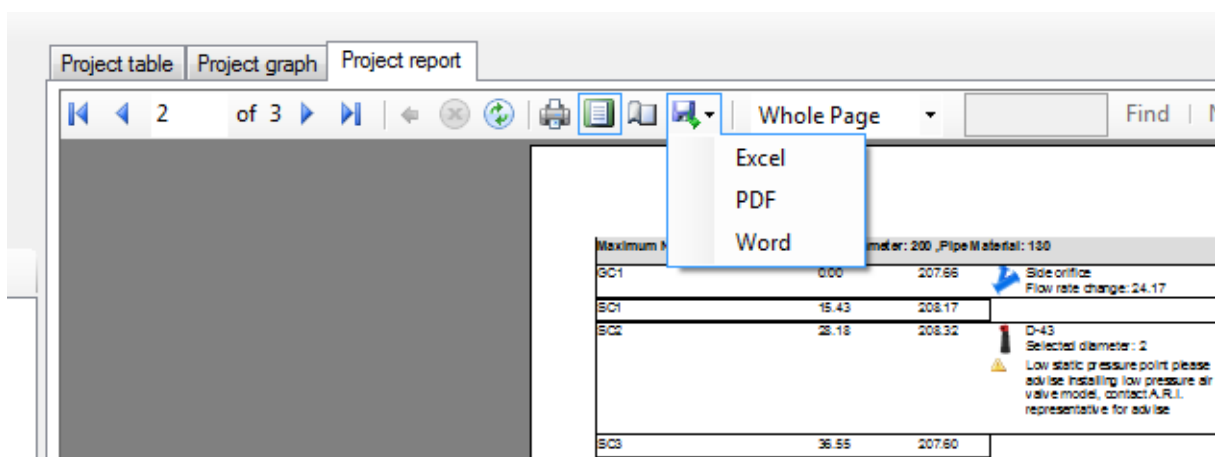 Project table Project graph Project report
2 of 3 Whole Page Find
Excel
PDF
Word
Maximum meter: 200 ,Pipe Material: 130
GC1 0.00 207.66 Side orifice
Flow rate change: 24.17
SC1 15.43 208.17
SC2 28.18 208.32 D-43
Selected diameter: 2
Low static pressure point please
advise installing low pressure air
valve model, contact A.R.I.
representative for advise
SC3 36.55 207.60